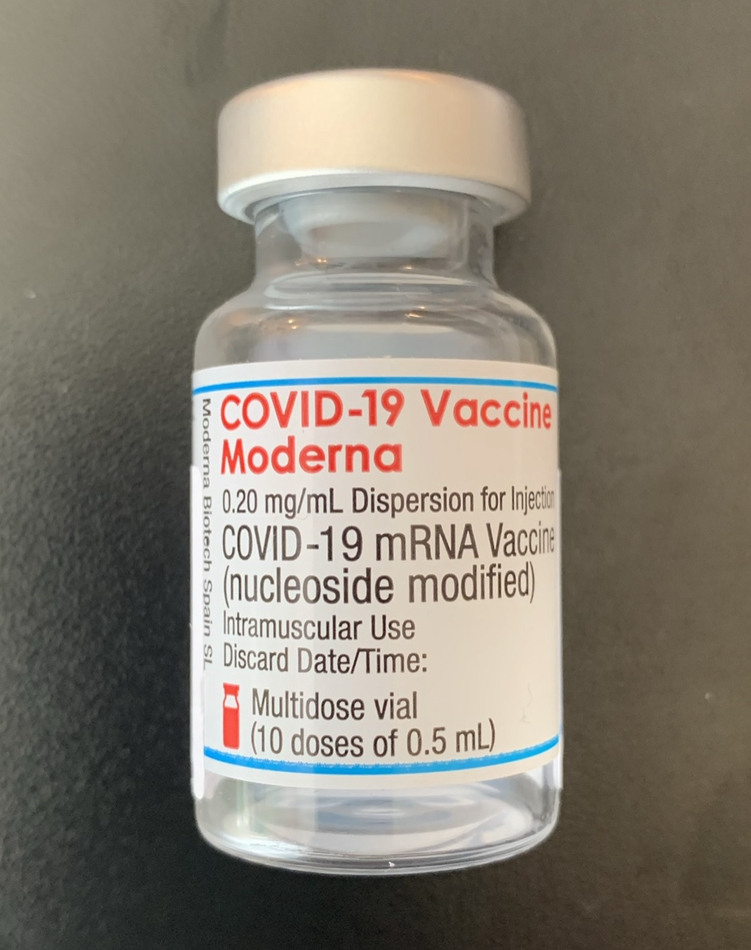 COVID-19 Vaccine
Moderna
0.20 mg/mL Dispersion for Injection
COVID-19 mRNA Vaccine
(nucleoside modified)
Intramuscular Use
Discard Date/Time:
Multidose vial
(10 doses of 0.5 mL)
Moderna Biotech Spain SL